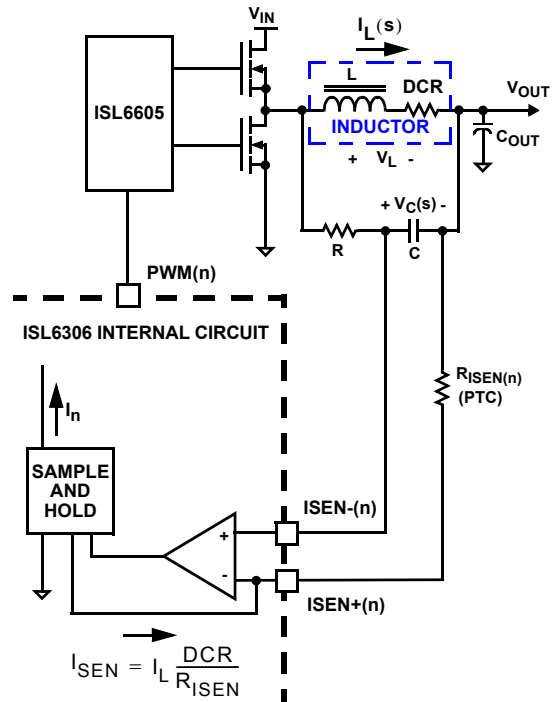 V_IN
I_L(s)
L
DCR
V_OUT
ISL6605
INDUCTOR
C_OUT
+ V_L -
+ V_C(s) -
R
C
PWM(n)
ISL6306 INTERNAL CIRCUIT
R_ISEN(n)
(PTC)
I_n
SAMPLE
AND
HOLD
ISEN-(n)
+
-
ISEN+(n)
I_SEN = I_L DCR / R_ISEN